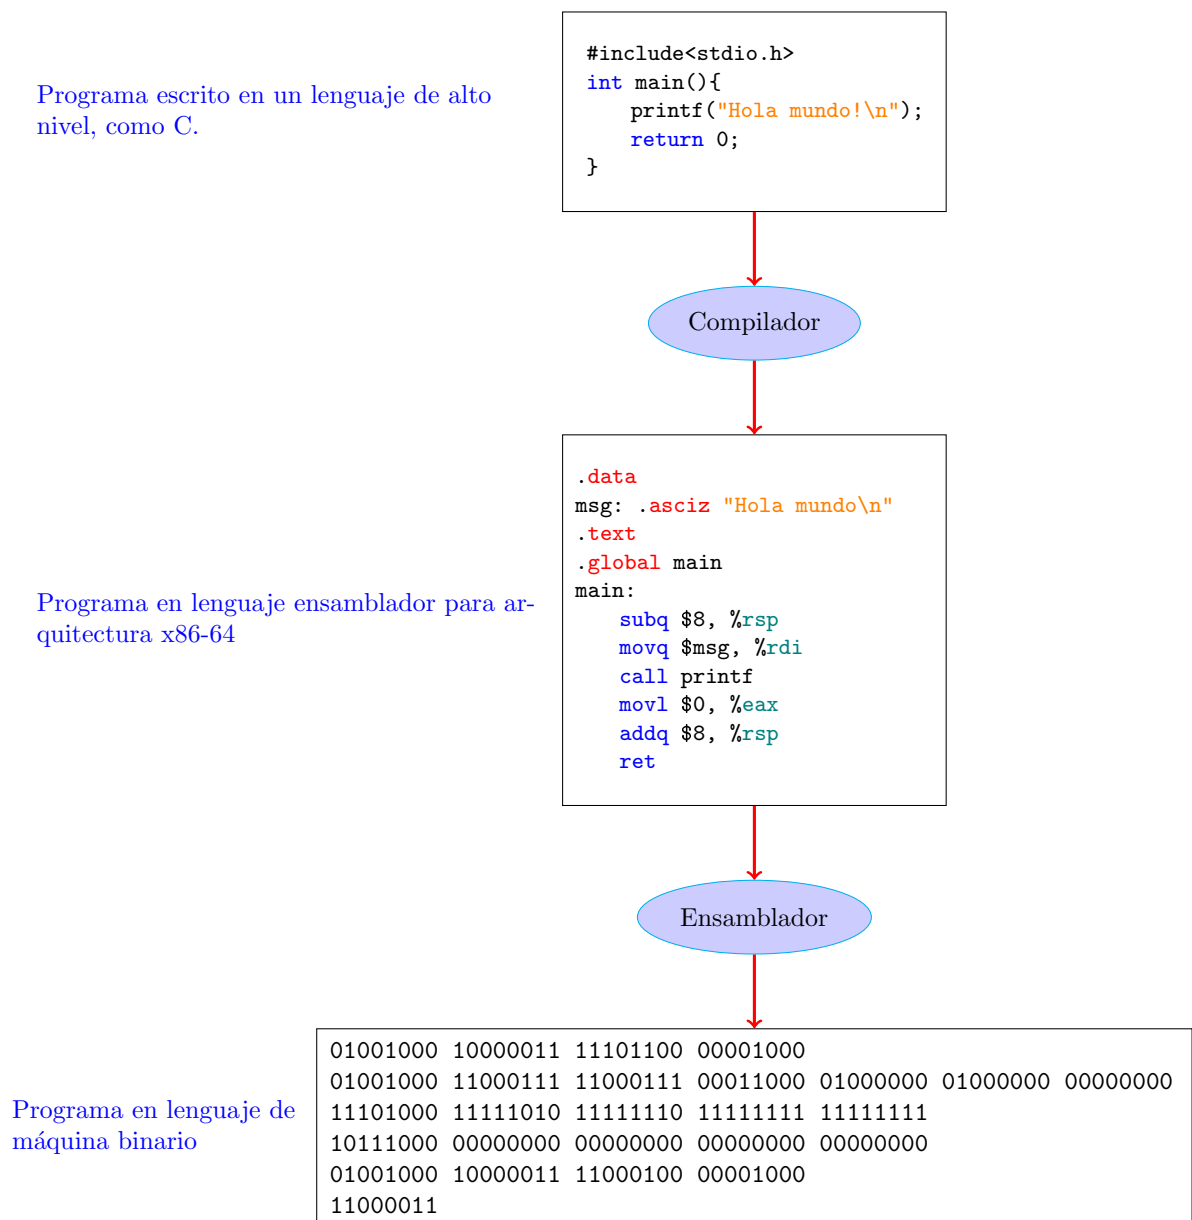 Programa escrito en un lenguaje de alto
nivel, como C.
#include<stdio.h>
int main(){
printf("Hola mundo!\n");
return 0;
}
Compilador
Programa en lenguaje ensamblador para ar-
quitectura x86-64
.data
msg: .asciz "Hola mundo\n"
.text
.global main
main:
subq $8, %rsp
movq $msg, %rdi
call printf
movl $0, %eax
addq $8, %rsp
ret
Ensamblador
Programa en lenguaje de
máquina binario
01001000 10000011 11101100 00001000
01001000 11000111 11000111 00011000 01000000 01000000 00000000
11101000 11111010 11111110 11111111 11111111
10111000 00000000 00000000 00000000 00000000
01001000 10000011 11000100 00001000
11000011